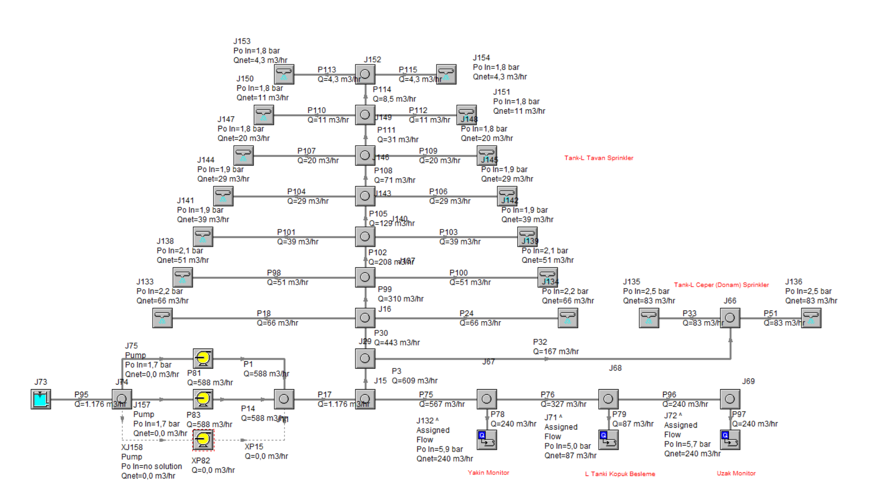 J153
Po In=1,8 bar
Qnet=4,3 m3/hr
J152
J154
Po In=1,8 bar
Qnet=4,3 m3/hr
P113
Q=4,3 m3/hr
P115
Q=4,3 m3/hr
J150
Po In=1,8 bar
Qnet=11 m3/hr
P114
Q=8,5 m3/hr
J151
Po In=1,8 bar
Qnet=11 m3/hr
P110
Q=11 m3/hr
P112
Q=11 m3/hr
J149
J147
Po In=1,8 bar
Qnet=20 m3/hr
P111
Q=31 m3/hr
J148
Po In=1,8 bar
Qnet=20 m3/hr
P107
Q=20 m3/hr
P109
Q=20 m3/hr
J146
J144
Po In=1,9 bar
Qnet=29 m3/hr
P108
Q=71 m3/hr
J145
Po In=1,9 bar
Qnet=29 m3/hr
Tank-L Tavan Sprinkler
P104
Q=29 m3/hr
P106
Q=29 m3/hr
J143
J141
Po In=1,9 bar
Qnet=39 m3/hr
P105
Q=129 m3/hr
J140
J142
Po In=1,9 bar
Qnet=39 m3/hr
P101
Q=39 m3/hr
P103
Q=39 m3/hr
J138
Po In=2,1 bar
Qnet=51 m3/hr
P102
Q=208 m3/hr
J139
Po In=2,1 bar
Qnet=51 m3/hr
P98
Q=51 m3/hr
P100
Q=51 m3/hr
J133
Po In=2,2 bar
Qnet=66 m3/hr
P99
Q=310 m3/hr
J134
Po In=2,2 bar
Qnet=66 m3/hr
Tank-L Ceper (Donam) Sprinkler
J135
Po In=2,5 bar
Qnet=83 m3/hr
J136
Po In=2,5 bar
Qnet=83 m3/hr
J66
P18
Q=66 m3/hr
J16
P24
Q=66 m3/hr
P33
Q=83 m3/hr
P51
Q=83 m3/hr
P30
Q=443 m3/hr
J29
P32
Q=167 m3/hr
J75
Pump
Po In=1,7 bar
Qnet=0,0 m3/hr
P1
Q=588 m3/hr
P3
Q=609 m3/hr
J67
J68
J73
P95
Q=1.176 m3/hr
J74
P81
Q=588 m3/hr
P17
Q=1.176 m3/hr
J15
P75
Q=567 m3/hr
P76
Q=327 m3/hr
P96
Q=240 m3/hr
J69
J157
Pump
Po In=1,7 bar
Qnet=0,0 m3/hr
P83
Q=588 m3/hr
P14
Q=588 m3/hr
J132 ^
Assigned
Flow
Po In=5,9 bar
Qnet=240 m3/hr
P78
Q=240 m3/hr
J71 ^
Assigned
Flow
Po In=5,0 bar
Qnet=87 m3/hr
P79
Q=87 m3/hr
J72 ^
Assigned
Flow
Po In=5,7 bar
Qnet=240 m3/hr
P97
Q=240 m3/hr
XJ158
Pump
Po In=no solution
Qnet=0,0 m3/hr
XP82
Q=0,0 m3/hr
XP15
Q=0,0 m3/hr
Yakin Monitor
L Tanki Kopuk Besleme
Uzak Monitor